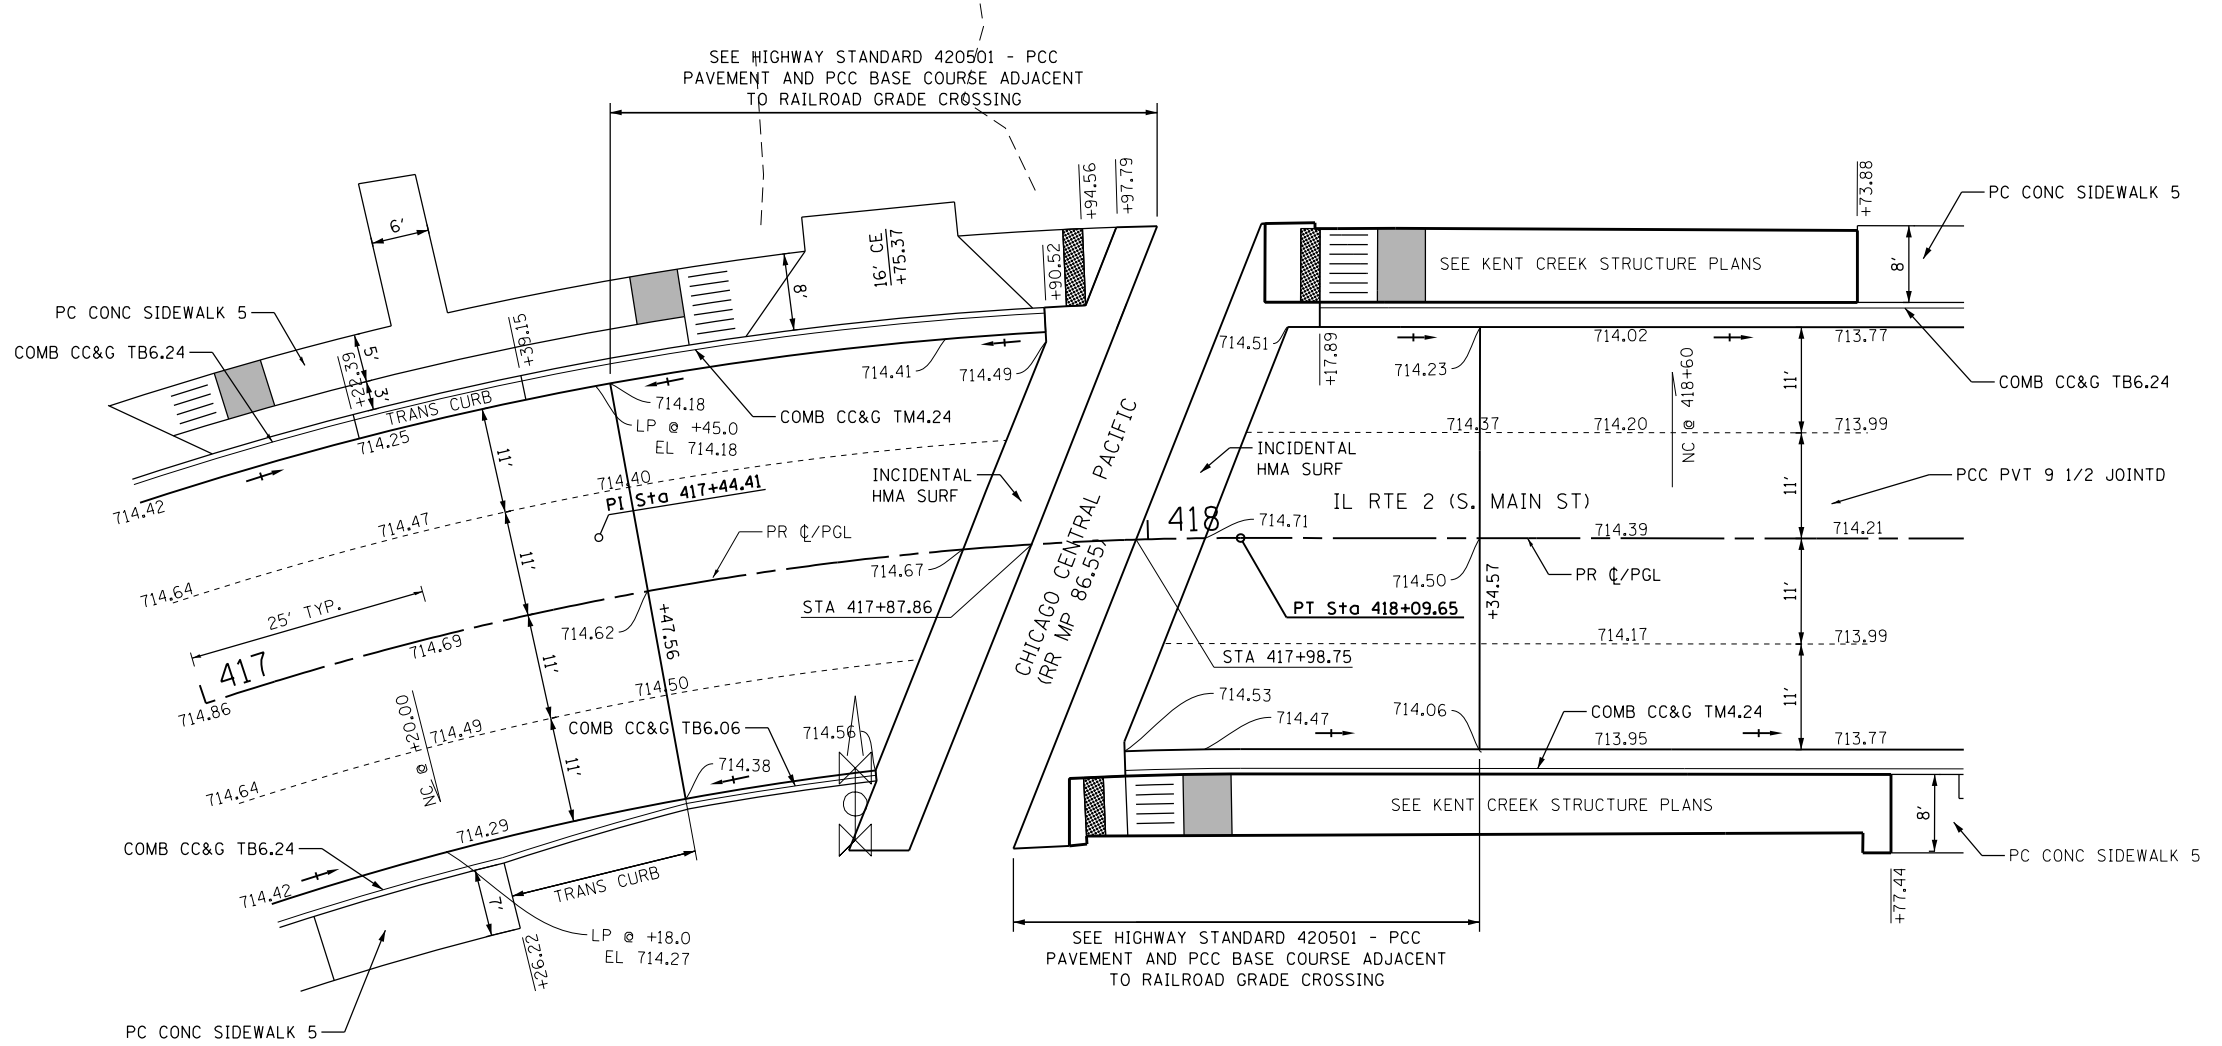 SEE HIGHWAY STANDARD 420501 - PCC
PAVEMENT AND PCC BASE COURSE ADJACENT
TO RAILROAD GRADE CROSSING
+94.56
+97.79
+73.88
PC CONC SIDEWALK 5
6'
16' CE
+75.37
+90.52
8'
SEE KENT CREEK STRUCTURE PLANS
8'
PC CONC SIDEWALK 5
COMB CC&G TB6.24
5'
3'
+22.39
+39.15
TRANS CURB
714.25
714.41
714.49
714.51
+17.89
714.23
714.02
713.77
COMB CC&G TB6.24
714.18
LP @ +45.0
EL 714.18
COMB CC&G TM4.24
11'
11'
NC @ 418+60
714.37
714.20
713.99
714.42
714.47
714.40
PI Sta 417+44.41
INCIDENTAL
HMA SURF
CHICAGO CENTRAL PACIFIC
(RR MP 86.55)
INCIDENTAL
HMA SURF
11'
PCC PVT 9 1/2 JOINTD
IL RTE 2 (S. MAIN ST)
418
714.71
714.39
714.21
PR ℄/PGL
714.64
25' TYP.
11'
714.67
714.50
PR ℄/PGL
11'
STA 417+87.86
PT Sta 418+09.65
+34.57
417
714.69
714.62
+47.56
714.17
713.99
STA 417+98.75
714.86
NC @ +20.00
714.49
11'
714.50
714.53
714.47
714.06
COMB CC&G TM4.24
713.95
713.77
11'
COMB CC&G TB6.06
714.56
714.64
11'
714.38
714.29
SEE KENT CREEK STRUCTURE PLANS
8'
PC CONC SIDEWALK 5
COMB CC&G TB6.24
714.42
7'
TRANS CURB
+77.44
LP @ +18.0
EL 714.27
+26.22
SEE HIGHWAY STANDARD 420501 - PCC
PAVEMENT AND PCC BASE COURSE ADJACENT
TO RAILROAD GRADE CROSSING
PC CONC SIDEWALK 5